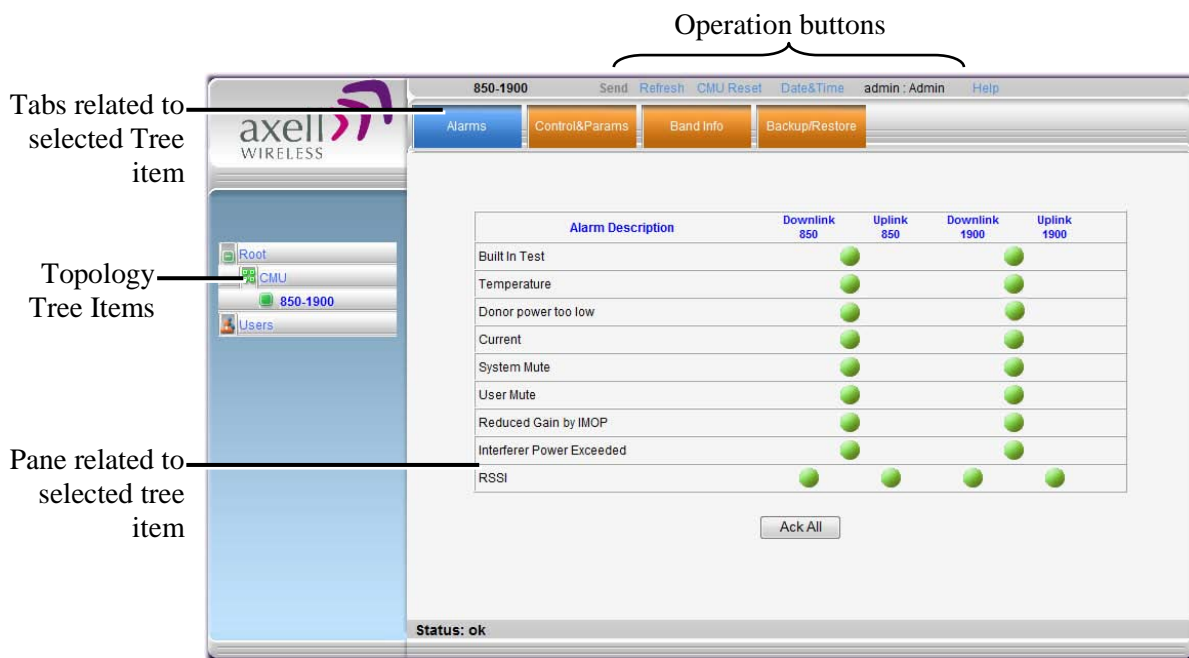 Operation buttons
Tabs related to
selected Tree
item
axell
WIRELESS
850-1900 Send Refresh CMU Reset Date&Time admin : Admin Help
Alarms Control&Params Band Info Backup/Restore
Topology
Tree Items
Root
CMU
850-1900
Users
Alarm Description Downlink 850 Uplink 850 Downlink 1900 Uplink 1900
Built In Test
Temperature
Donor power too low
Current
System Mute
User Mute
Reduced Gain by IMOP
Interferer Power Exceeded
RSSI
Pane related to
selected tree
item
Ack All
Status: ok